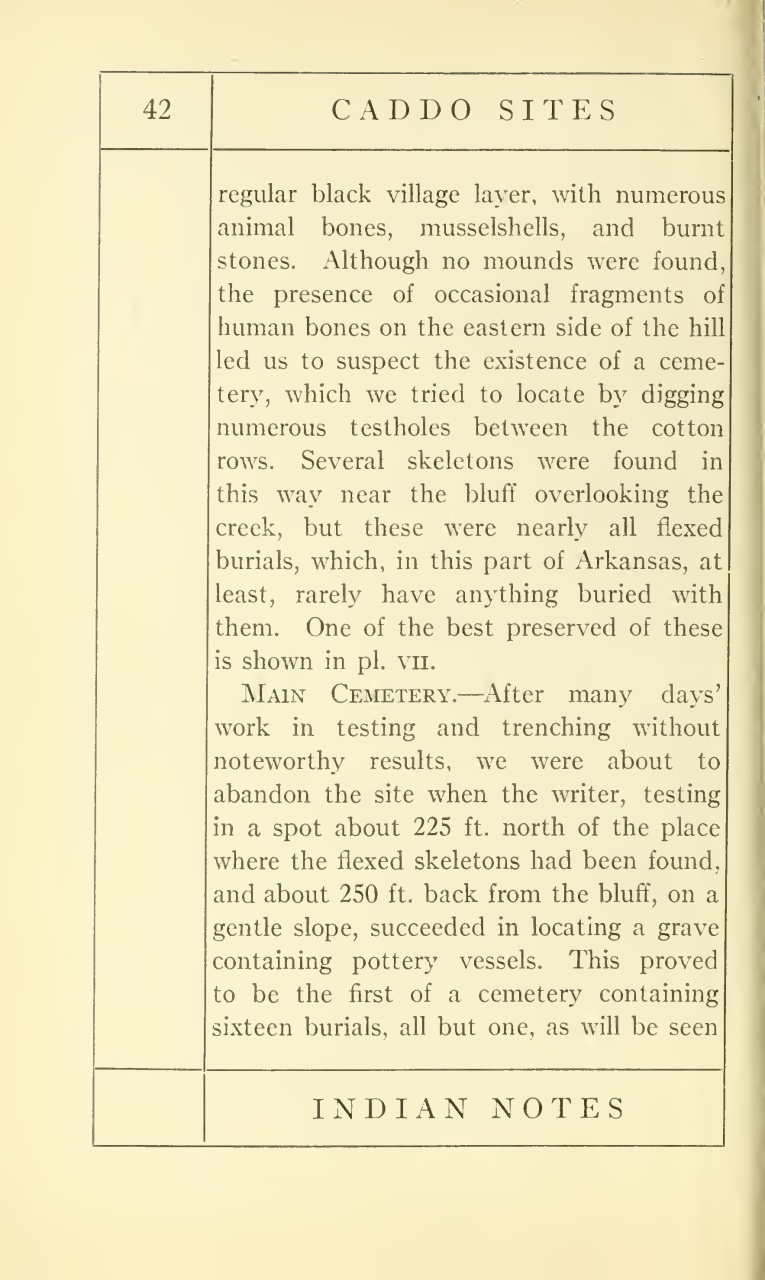 42
CADDO SITES
regular black village layer, with numerous
animal bones, musselshells, and burnt
stones. Although no mounds were found,
the presence of occasional fragments of
human bones on the eastern side of the hill
led us to suspect the existence of a ceme-
tery, which we tried to locate by digging
numerous testholes between the cotton
rows. Several skeletons were found in
this way near the bluff overlooking the
creek, but these were nearly all flexed
burials, which, in this part of Arkansas, at
least, rarely have anything buried with
them. One of the best preserved of these
is shown in pl. VII.
MAIN CEMETERY.—After many days'
work in testing and trenching without
noteworthy results, we were about to
abandon the site when the writer, testing
in a spot about 225 ft. north of the place
where the flexed skeletons had been found,
and about 250 ft. back from the bluff, on a
gentle slope, succeeded in locating a grave
containing pottery vessels. This proved
to be the first of a cemetery containing
sixteen burials, all but one, as will be seen
INDIAN NOTES